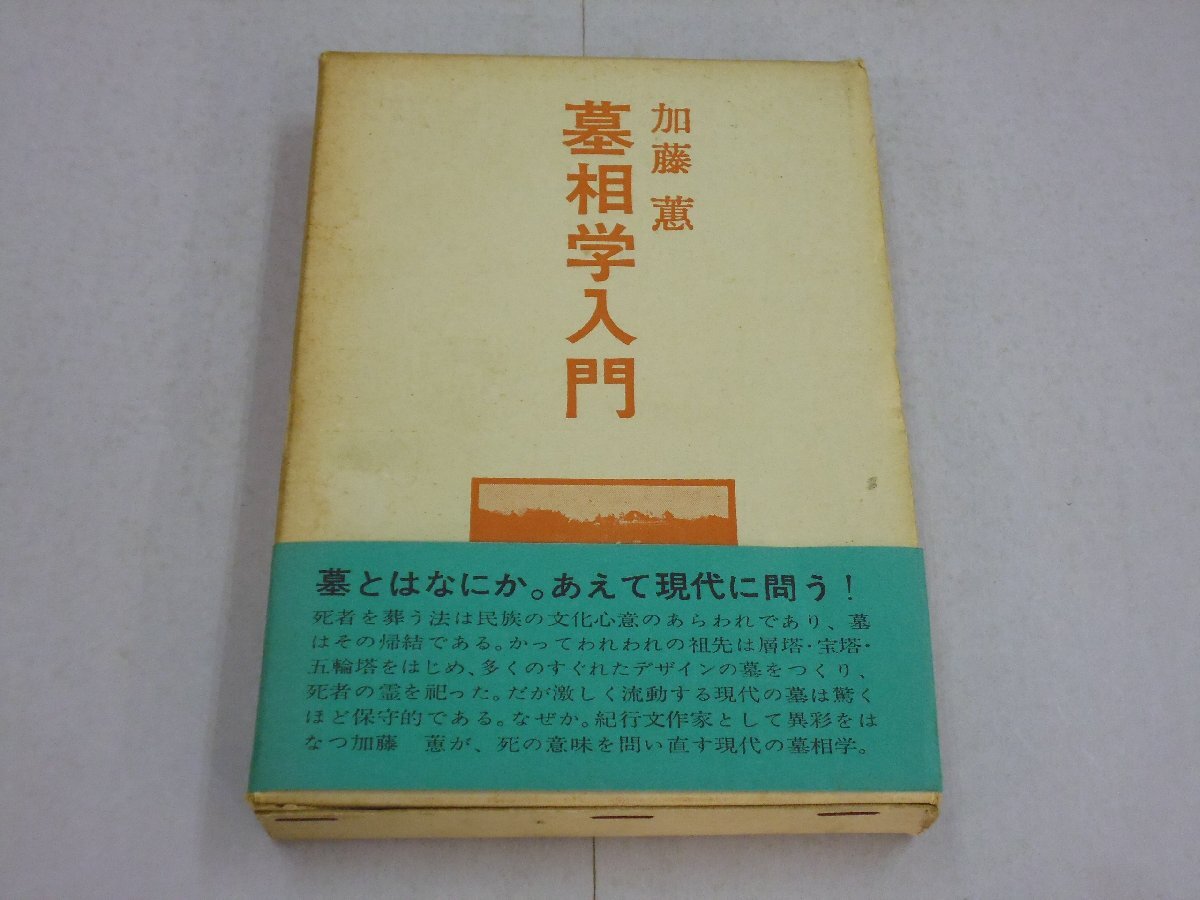 加藤 蕙
墓相学入門
墓とはなにか。あえて現代に問う！
死者を葬う法は民族の文化心意のあらわれであり、墓
はその帰結である。かってわれわれの祖先は層塔・宝塔・
五輪塔をはじめ、多くのすぐれたデザインの墓をつくり、
死者の霊を祀った。だが激しく流動する現代の墓は驚く
ほど保守的である。なぜか。紀行文作家として異彩をは
なつ加藤　蕙が、死の意味を問い直す現代の墓相学。